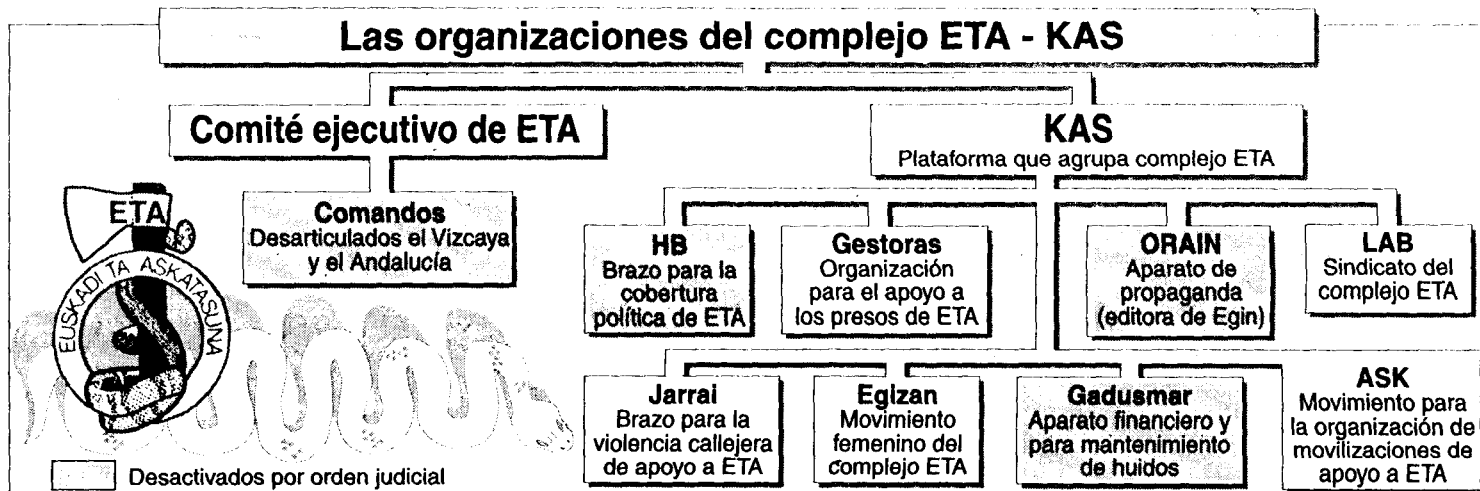 Las organizaciones del complejo ETA - KAS
Comité ejecutivo de ETA
KAS
Plataforma que agrupa complejo ETA
Comandos
Desarticulados el Vizcaya
y el Andalucía
HB
Brazo para la
cobertura
política de ETA
Gestoras
Organización
para el apoyo a
los presos de ETA
ORAIN
Aparato de
propaganda
(editora de Egin)
LAB
Sindicato del
complejo ETA
Jarrai
Brazo para la
violencia callejera
de apoyo a ETA
Egizan
Movimiento
femenino del
complejo ETA
Gadusmar
Aparato financiero y
para mantenimiento
de huidos
ASK
Movimiento para
la organización de
movilizaciones de
apoyo a ETA
ETA
EUSKADI TA ASKATASUNA
Desactivados por orden judicial